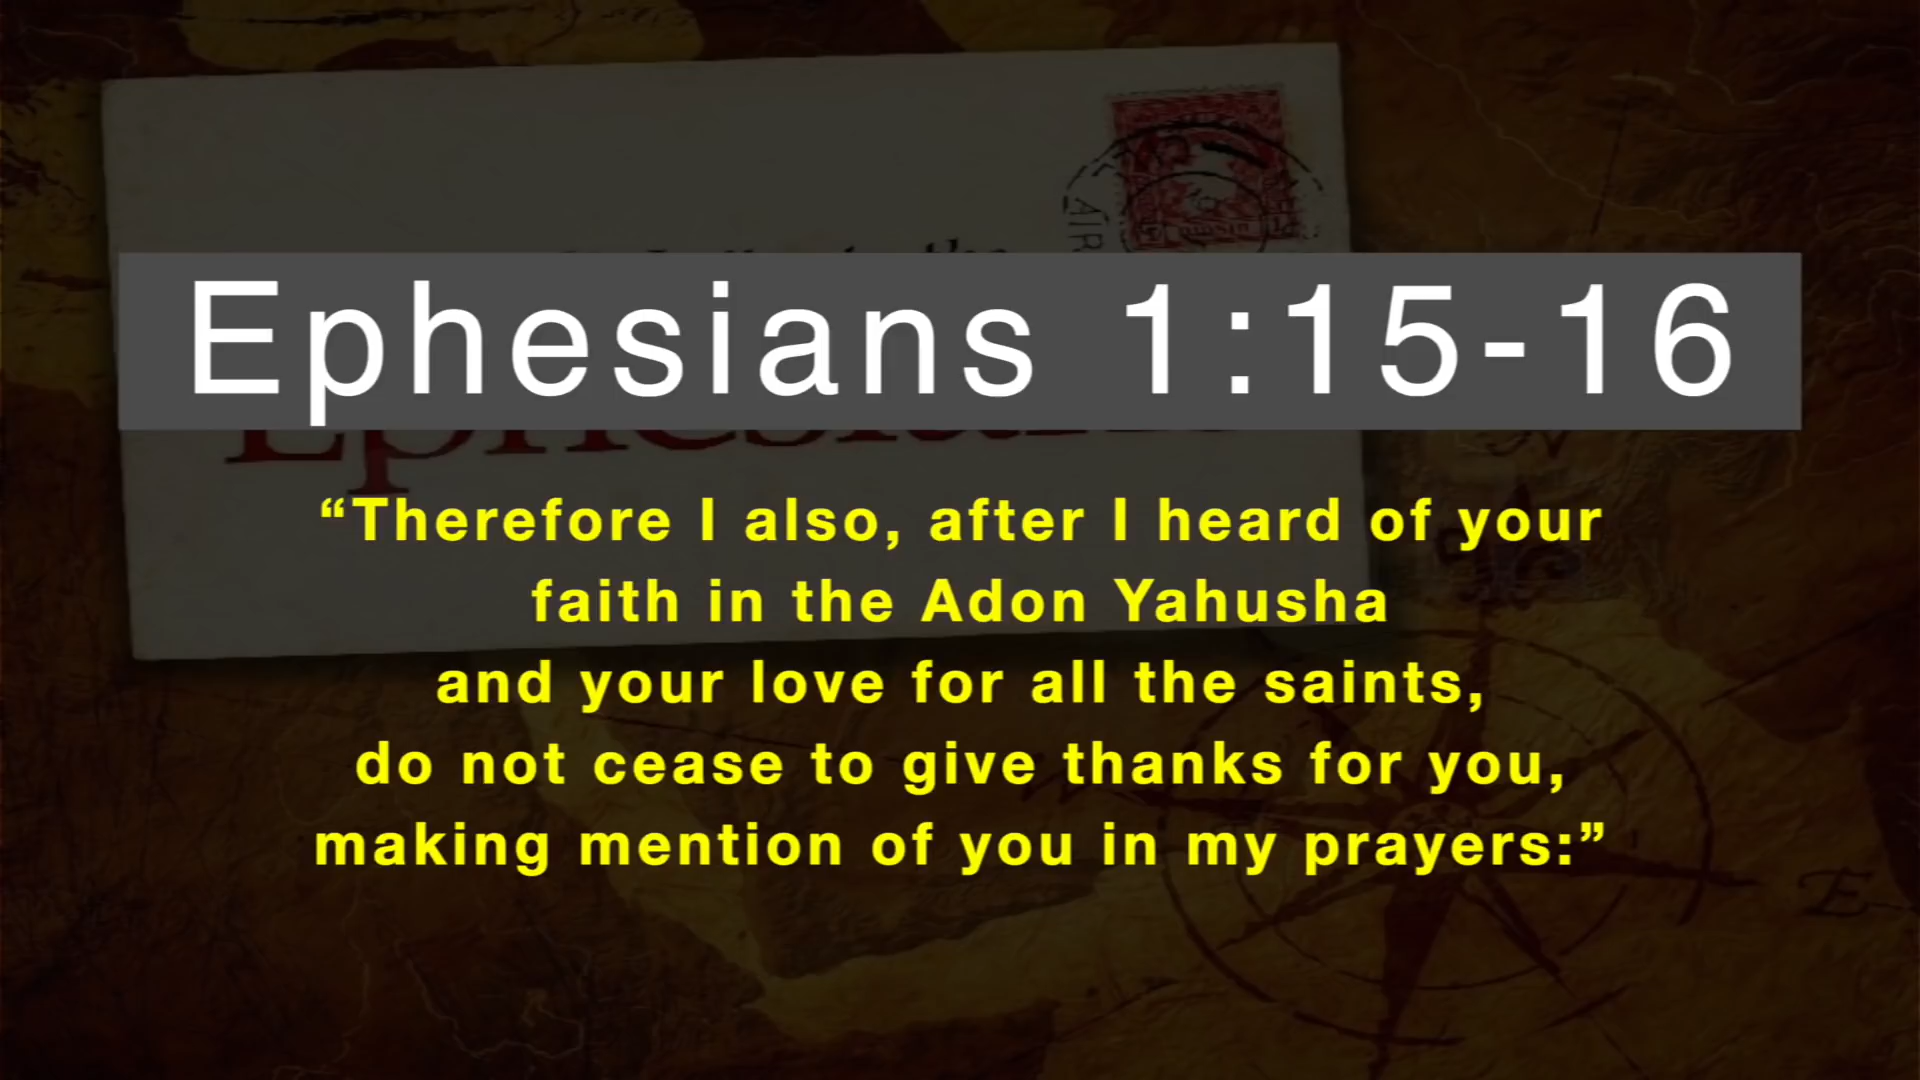 Ephesians 1:15-16
“Therefore I also, after I heard of your
faith in the Adon Yahusha
and your love for all the saints,
do not cease to give thanks for you,
making mention of you in my prayers:”